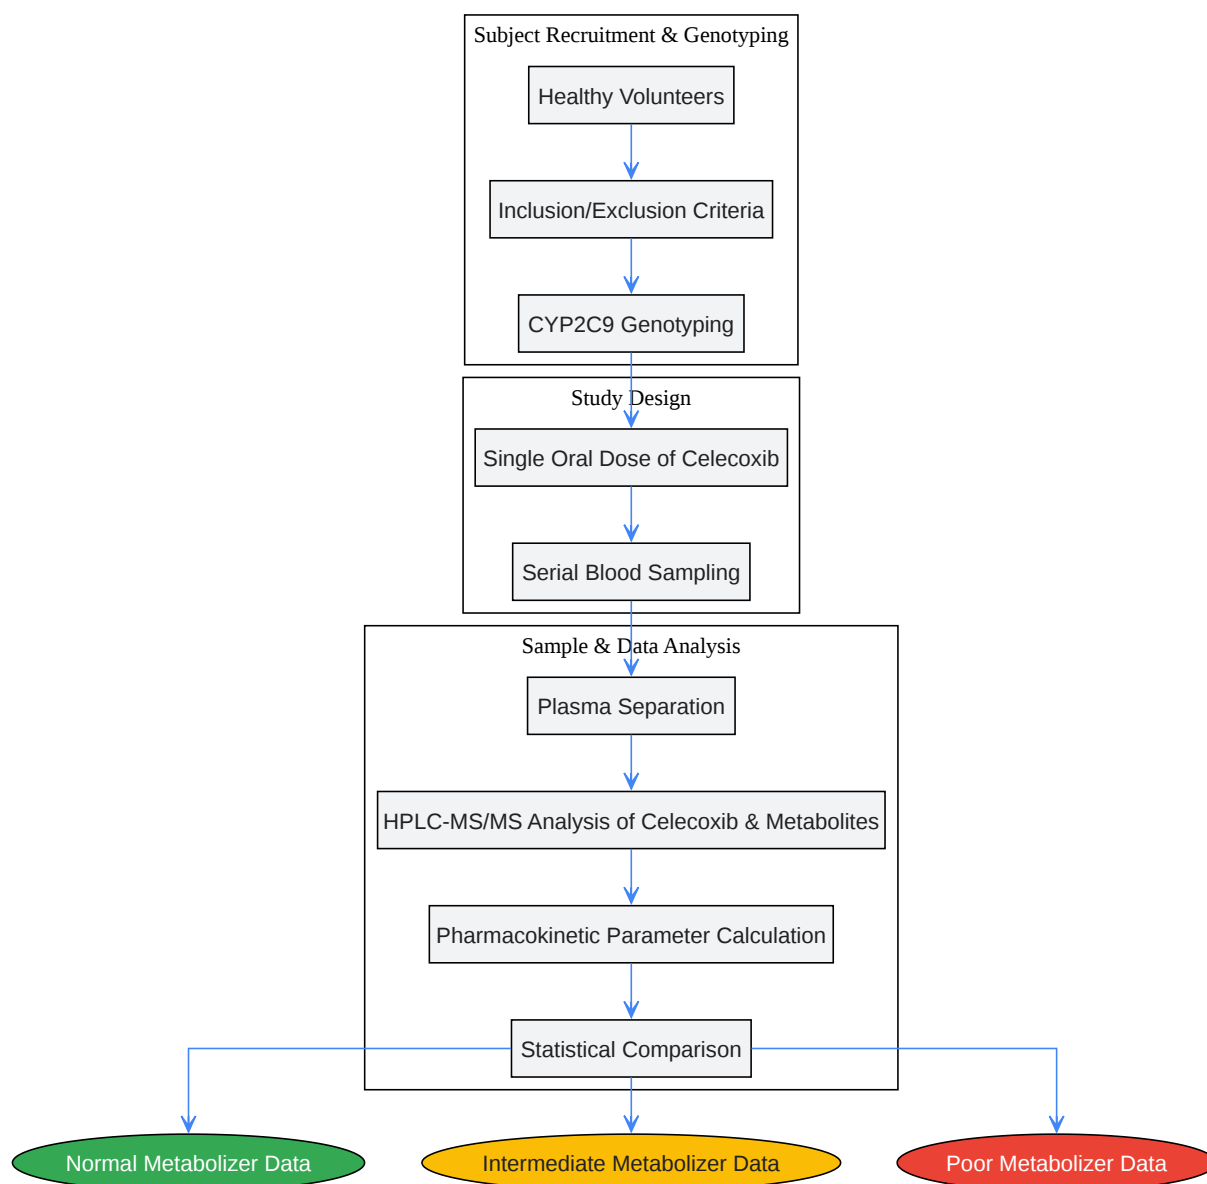 Subject Recruitment & Genotyping
Healthy Volunteers
Inclusion/Exclusion Criteria
CYP2C9 Genotyping
Study Design
Single Oral Dose of Celecoxib
Serial Blood Sampling
Sample & Data Analysis
Plasma Separation
HPLC-MS/MS Analysis of Celecoxib & Metabolites
Pharmacokinetic Parameter Calculation
Statistical Comparison
Normal Metabolizer Data
Intermediate Metabolizer Data
Poor Metabolizer Data